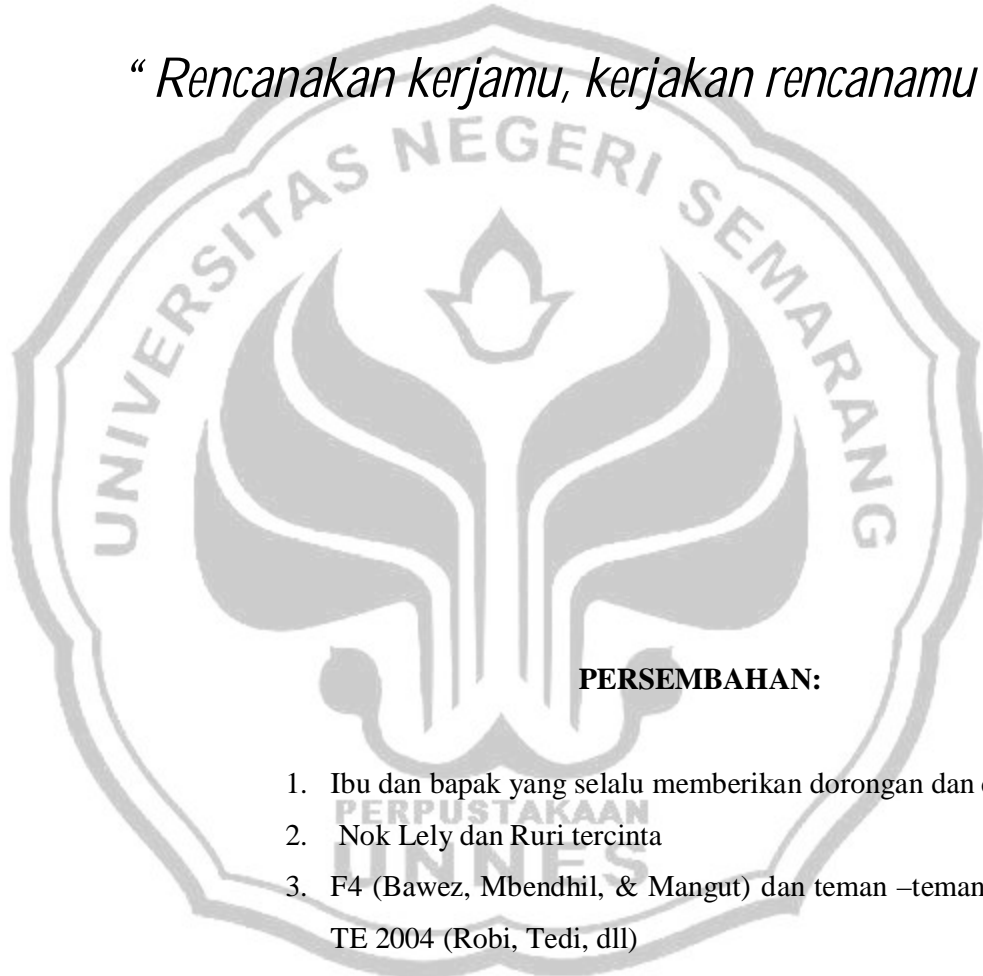 “ Rencanakan kerjamu, kerjakan rencanamu
UNIVERSITAS NEGERI SEMARANG
PERSEMBAHAN:
1. Ibu dan bapak yang selalu memberikan dorongan dan
PERPUSTAKAAN
2. Nok Lely dan Ruri tercinta
UNNES
3. F4 (Bawez, Mbendhil, & Mangut) dan teman –teman
TE 2004 (Robi, Tedi, dll)